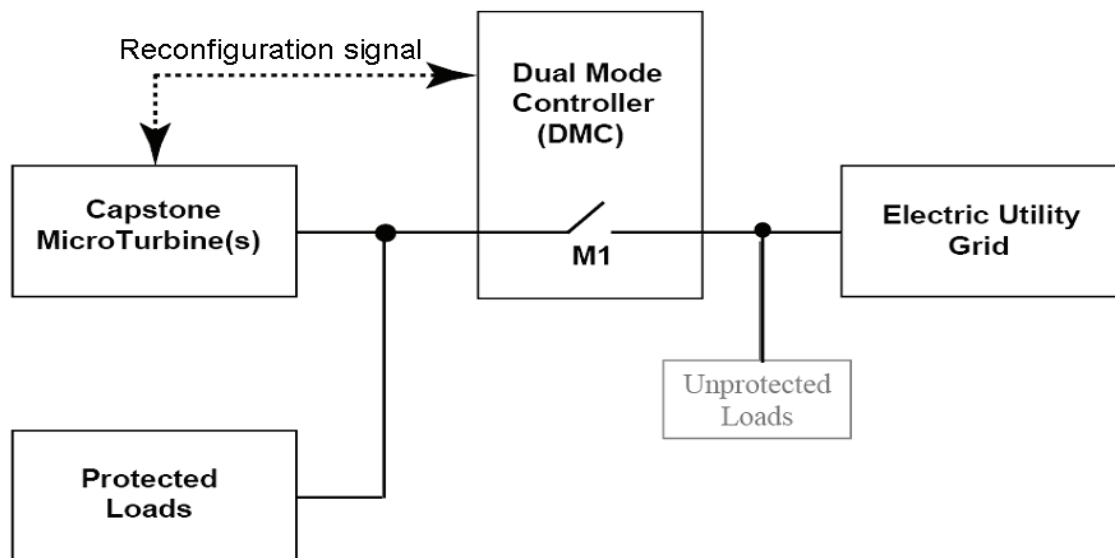 Reconfiguration signal
Dual Mode
Controller
(DMC)
Capstone
MicroTurbine(s)
M1
Electric Utility
Grid
Unprotected
Loads
Protected
Loads